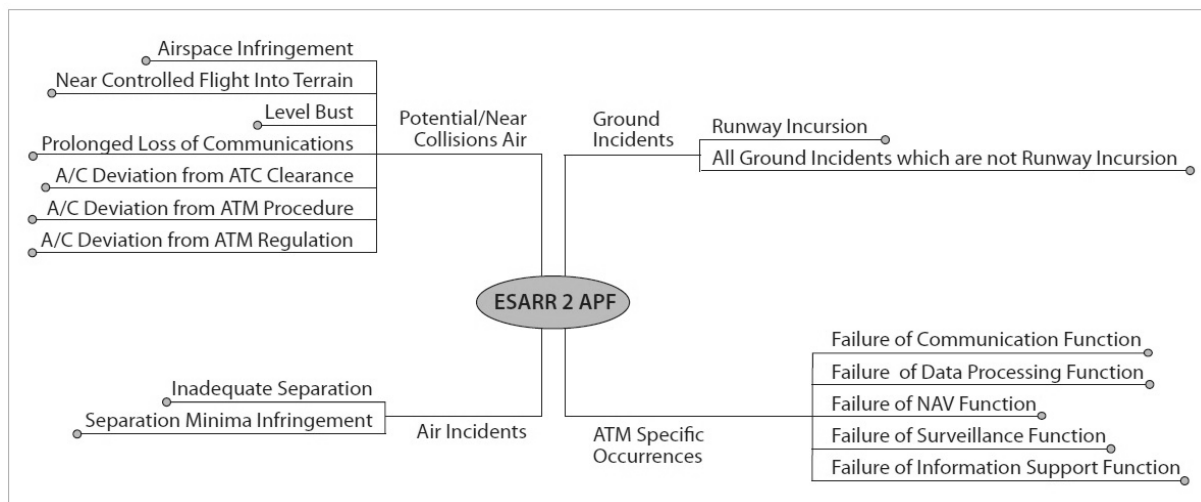 Airspace Infringement
Near Controlled Flight Into Terrain
Level Bust
Prolonged Loss of Communications
A/C Deviation from ATC Clearance
A/C Deviation from ATM Procedure
A/C Deviation from ATM Regulation
Potential/Near
Collisions Air
Ground
Incidents
Runway Incursion
All Ground Incidents which are not Runway Incursion
ESARR 2 APF
Inadequate Separation
Separation Minima Infringement
Air Incidents
ATM Specific
Occurrences
Failure of Communication Function
Failure of Data Processing Function
Failure of NAV Function
Failure of Surveillance Function
Failure of Information Support Function